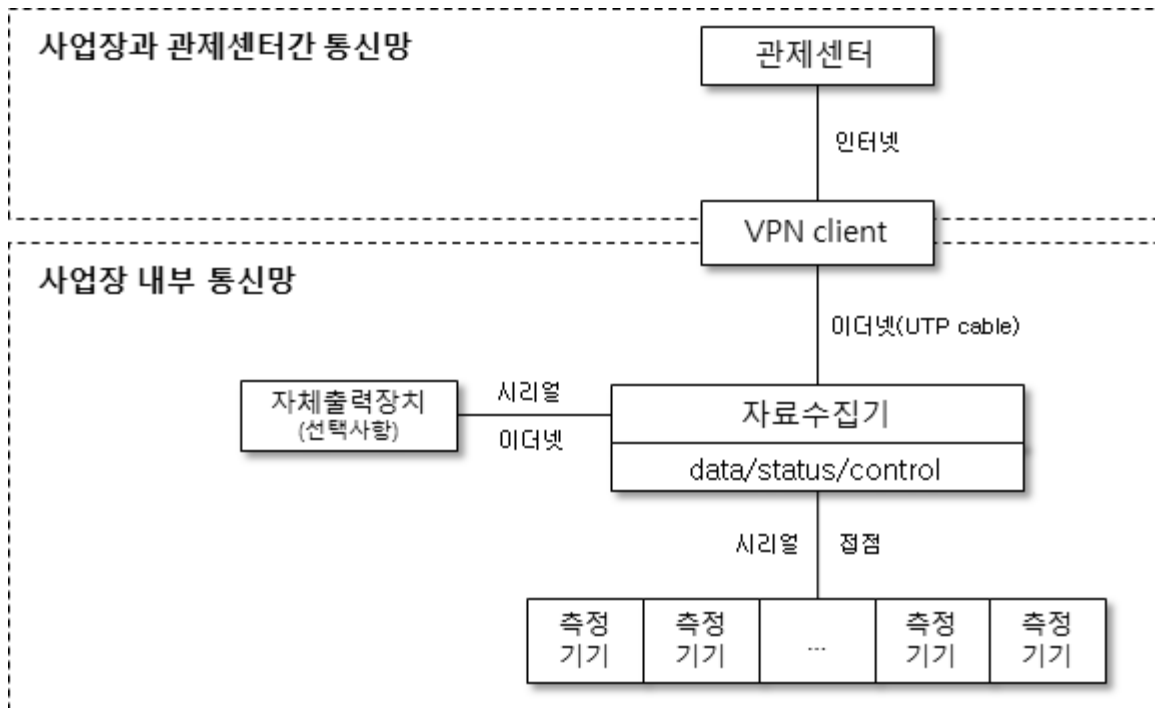 사업장과 관제센터간 통신망
관제센터
인터넷
VPN client
사업장 내부 통신망
이더넷(UTP cable)
자체출력장치
(선택사항)
시리얼
이더넷
자료수집기
data/status/control
시리얼
접점
측정
기기
측정
기기
...
측정
기기
측정
기기